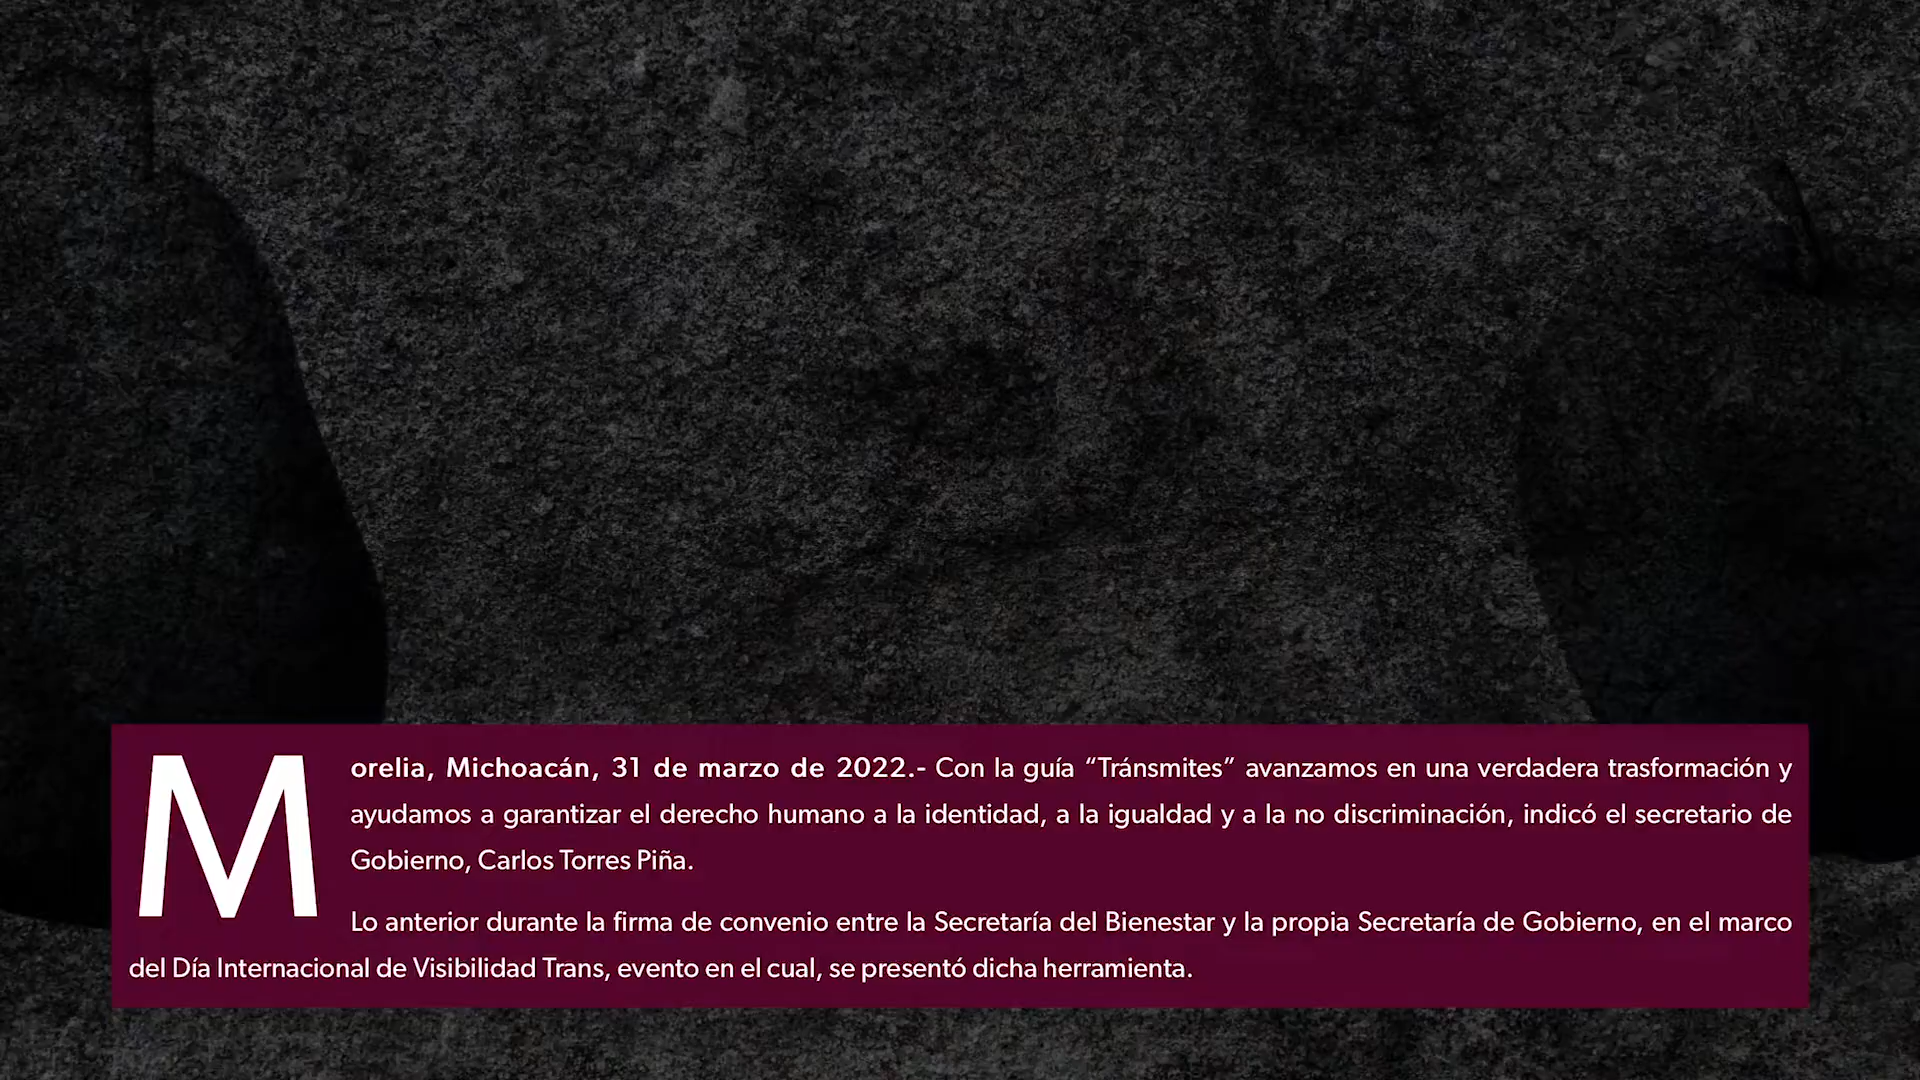 Morelia, Michoacán, 31 de marzo de 2022.- Con la guía “Tránsmites” avanzamos en una verdadera trasformación y
ayudamos a garantizar el derecho humano a la identidad, a la igualdad y a la no discriminación, indicó el secretario de
Gobierno, Carlos Torres Piña.
Lo anterior durante la firma de convenio entre la Secretaría del Bienestar y la propia Secretaría de Gobierno, en el marco
del Día Internacional de Visibilidad Trans, evento en el cual, se presentó dicha herramienta.